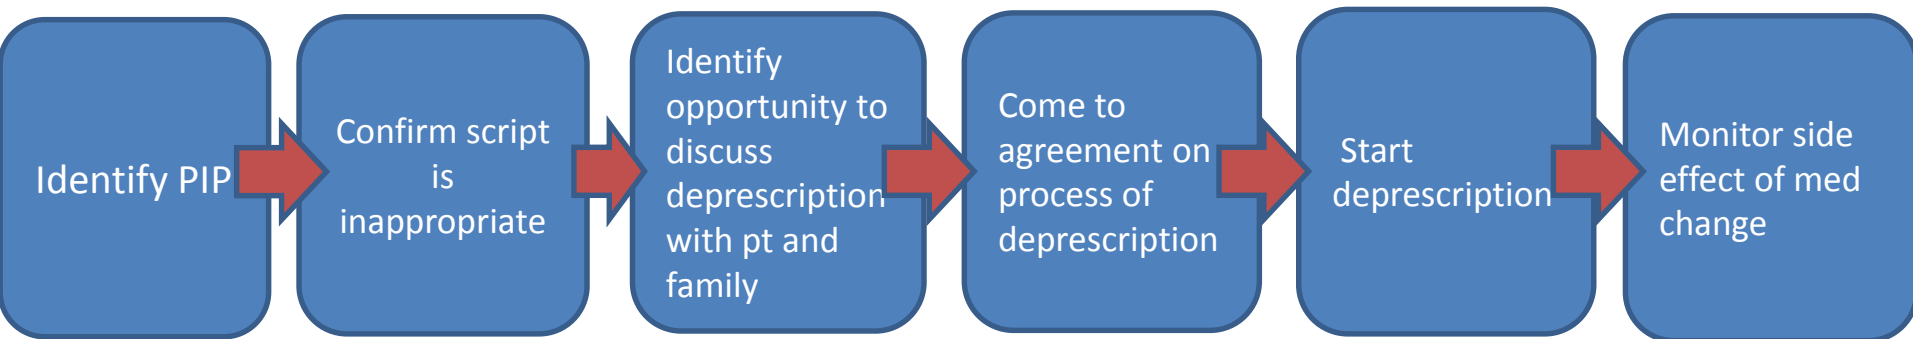 Identify PIP
Confirm script
is
inappropriate
Identify
opportunity to
discuss
deprescription
with pt and
family
Come to
agreement on
process of
deprescription
Start
deprescription
Monitor side
effect of med
change